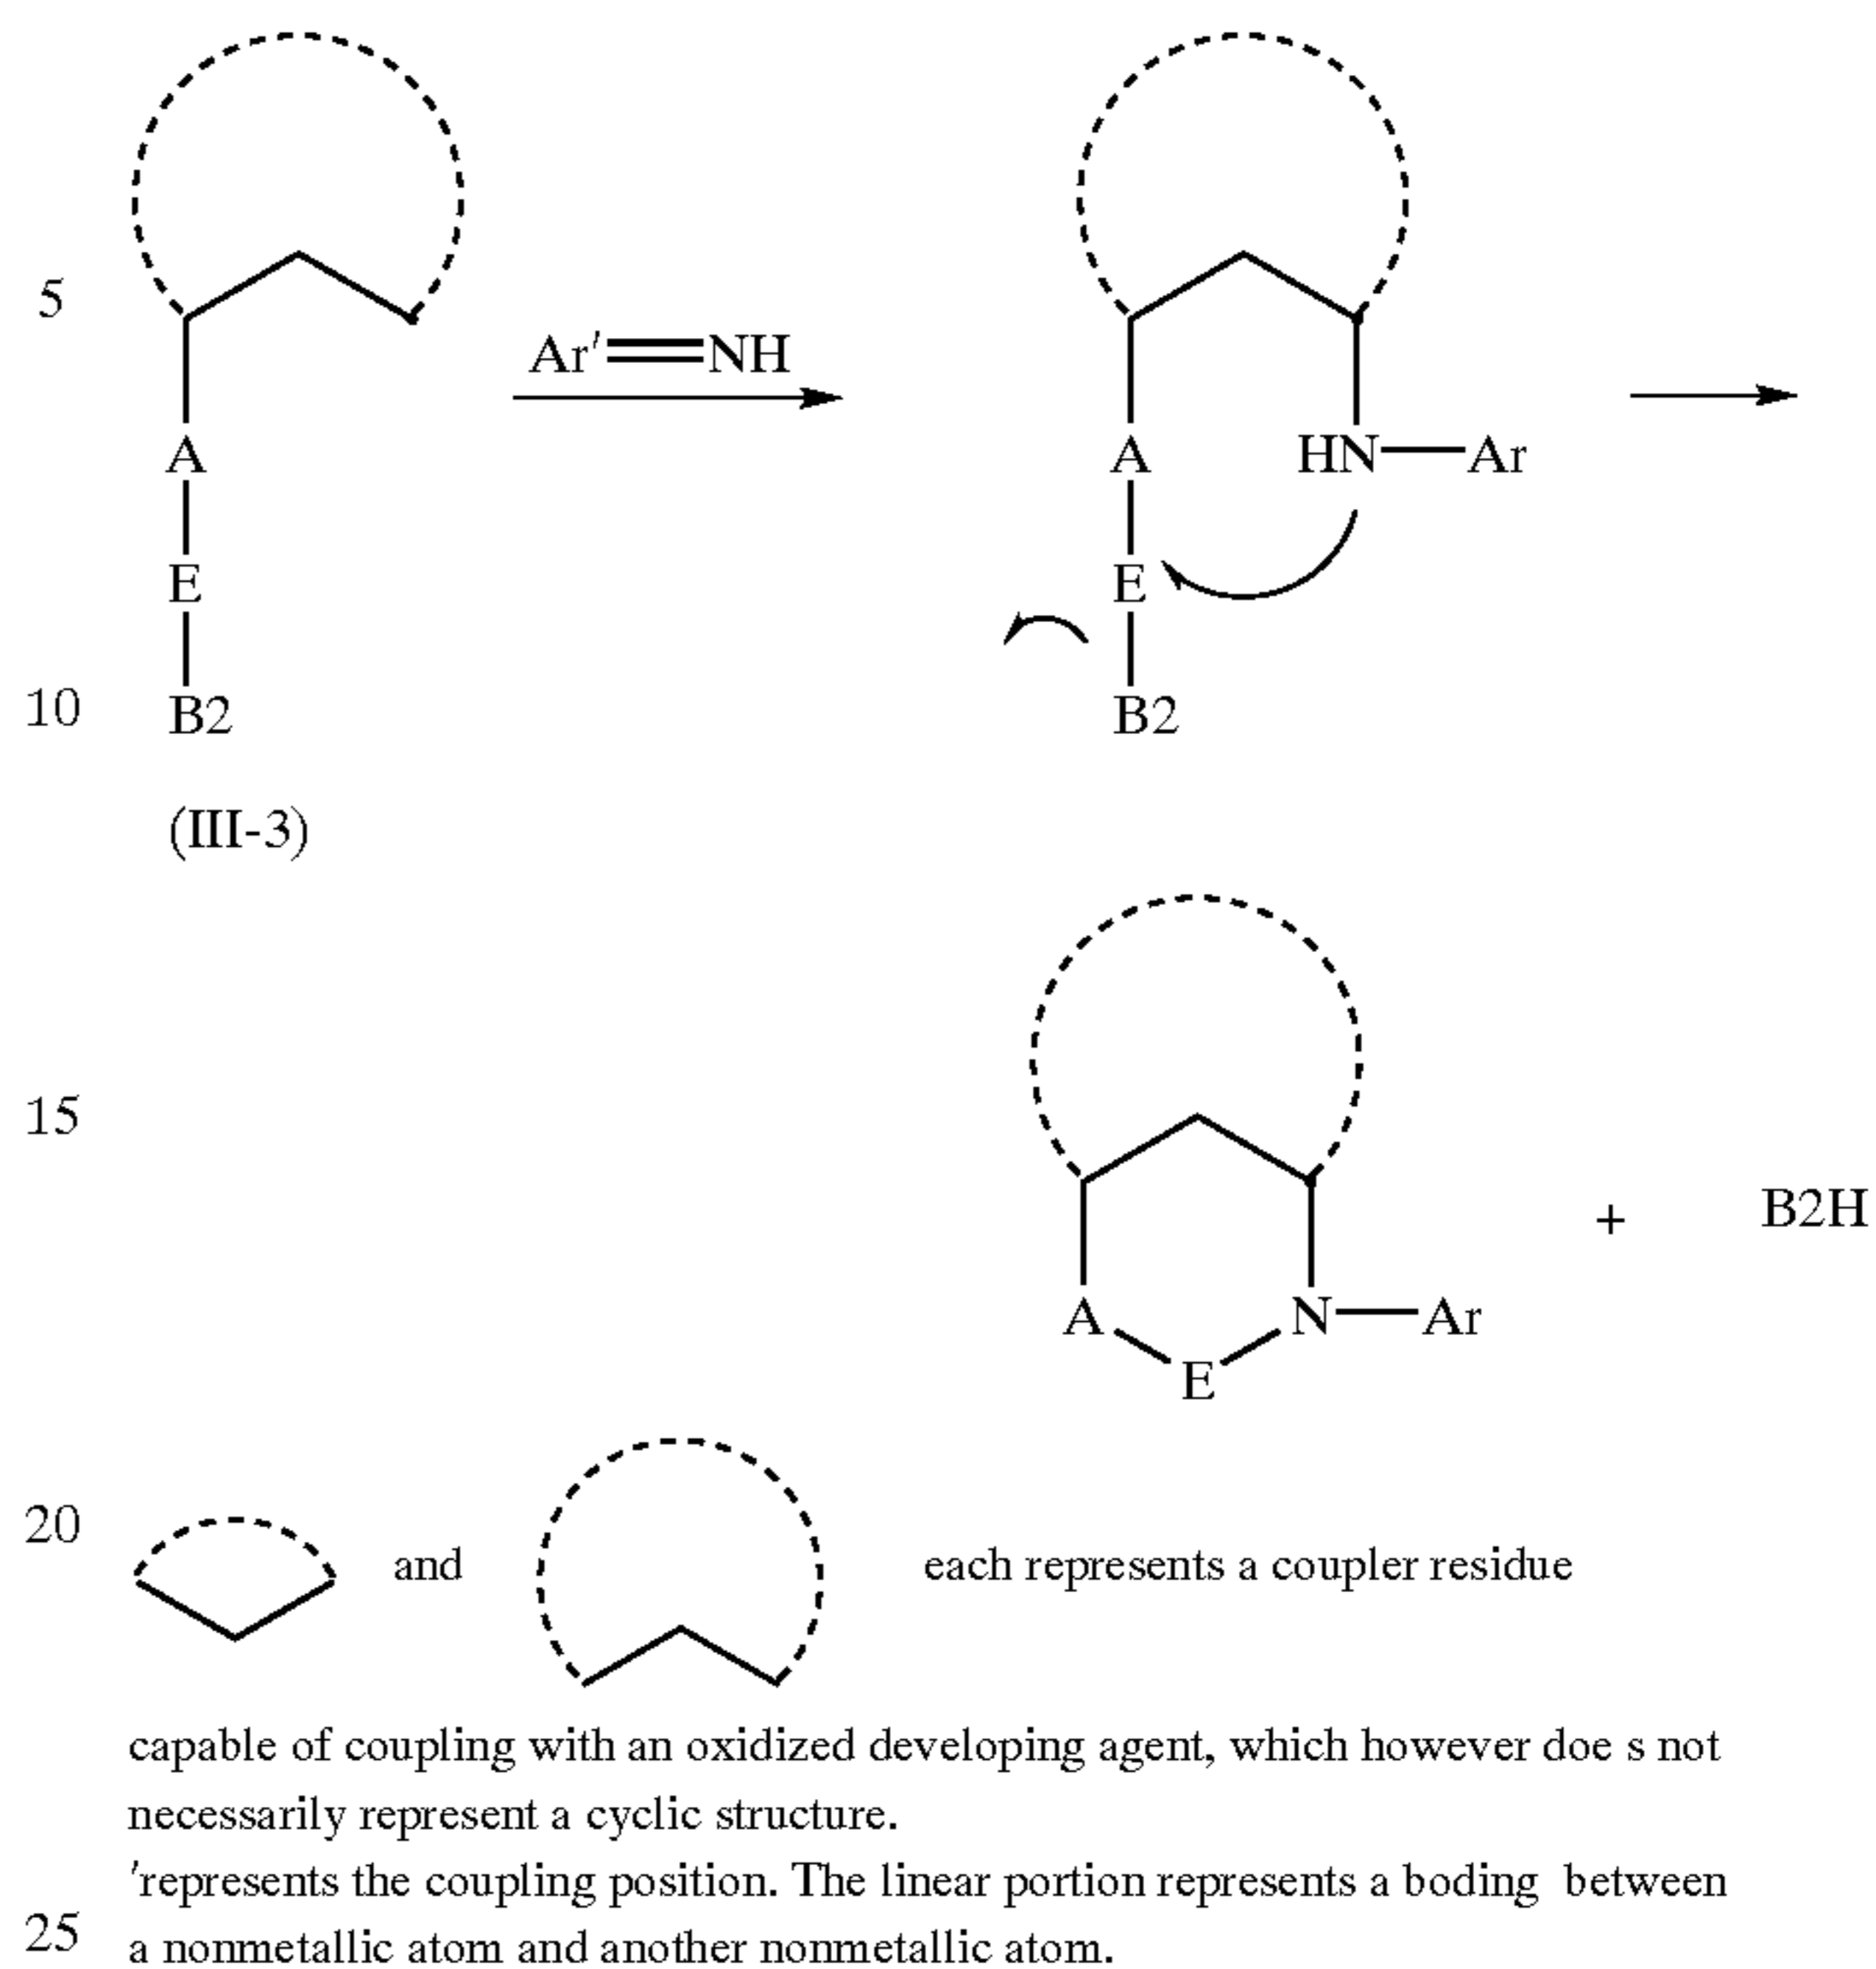 5
Ar'=NH
A
HN—Ar
A
E
E
10
B2
B2
(III-3)
15
+ B2H
A
N—Ar
E
20
and each represents a coupler residue
capable of coupling with an oxidized developing agent, which however doe s not
necessarily represent a cyclic structure.
'represents the coupling position. The linear portion represents a boding between
25
a nonmetallic atom and another nonmetallic atom.